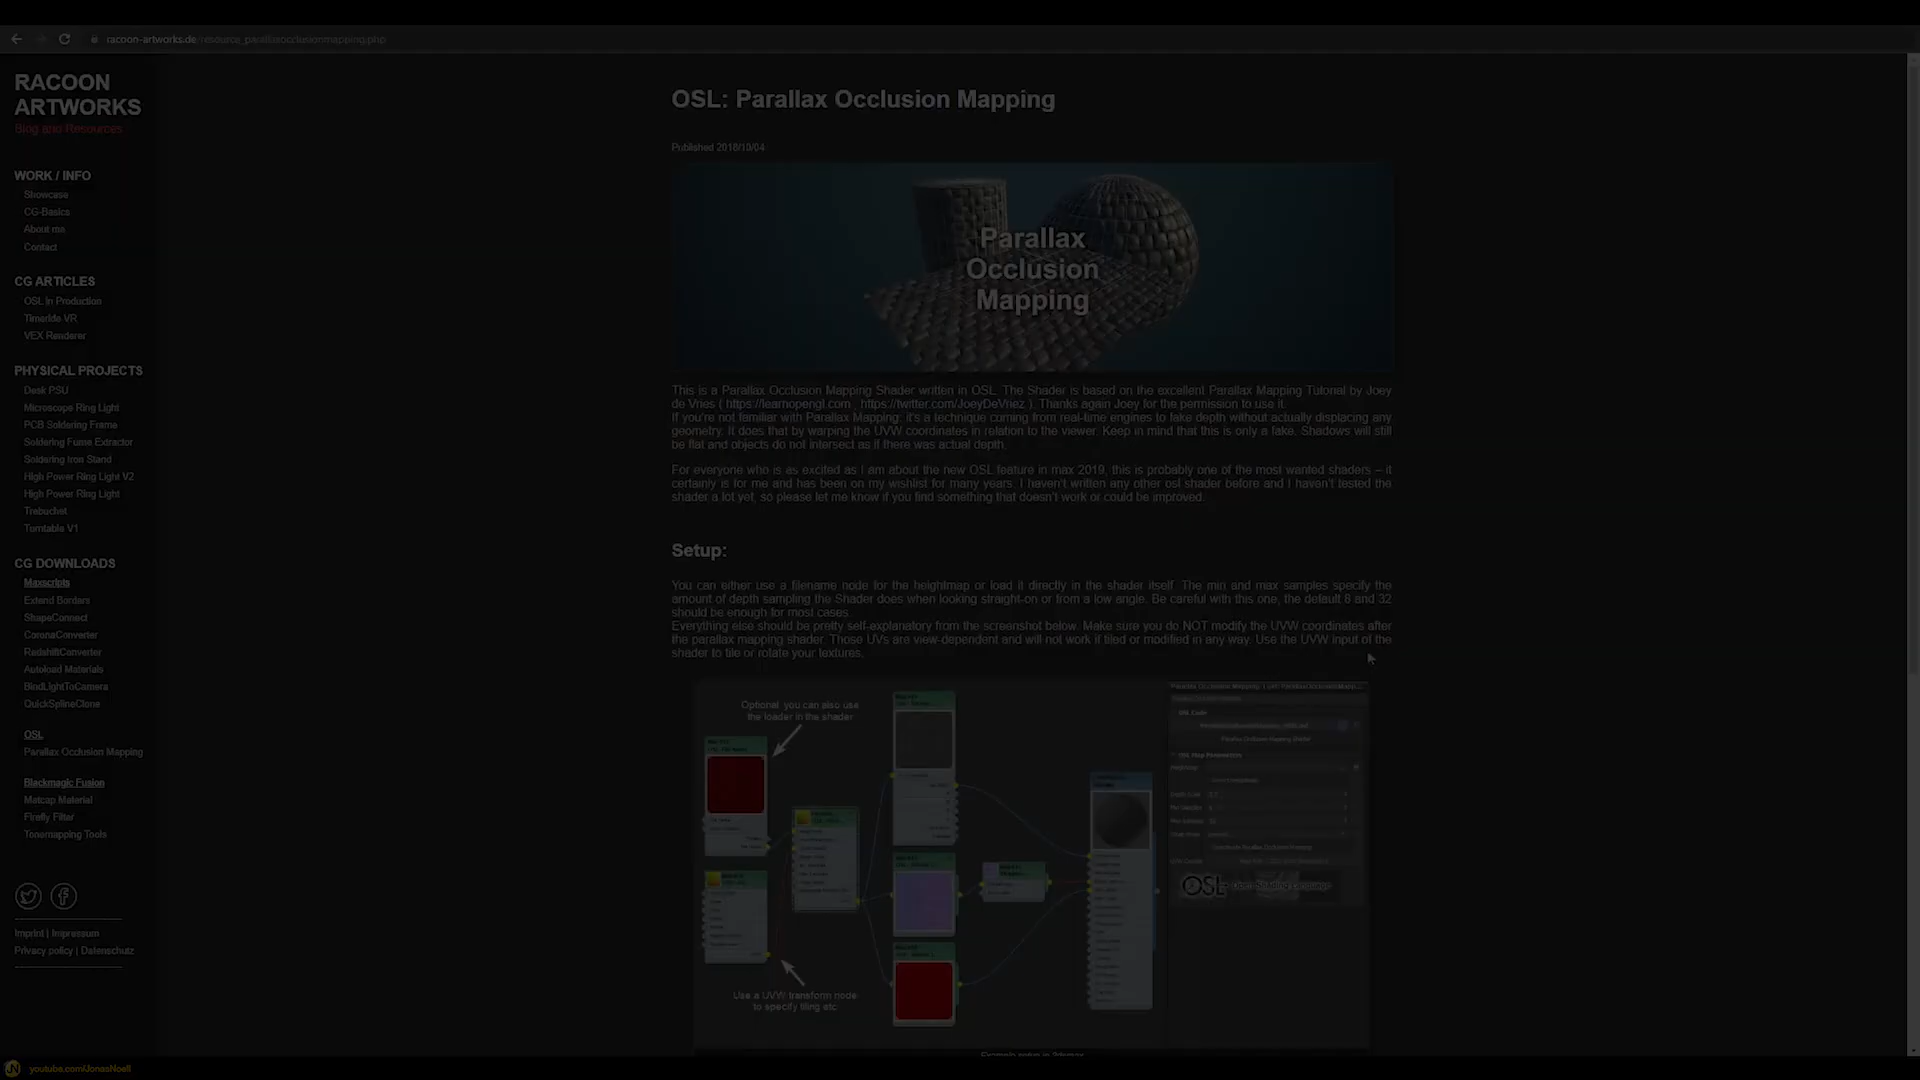 racoon-artworks.de/resource_parallaxocclusionmapping.php
RACOON
ARTWORKS
Blog and Resources
WORK / INFO
Showcase
CG-Basics
About me
Contact
CG ARTICLES
OSL in Production
Timeride VR
VEX Renderer
PHYSICAL PROJECTS
Desk PSU
Microscope Ring Light
PCB Soldering Frame
Soldering Fume Extractor
Soldering Iron Stand
High Power Ring Light V2
High Power Ring Light
Trebuchet
Turntable V1
CG DOWNLOADS
Maxscripts
Extend Borders
ShapeConnect
CoronaConverter
RedshiftConverter
Autoload Materials
BindLightToCamera
QuickSplineClone
OSL
Parallax Occlusion Mapping
Blackmagic Fusion
Matcap Material
Firefly Filter
Tonemapping Tools
Imprint | Impressum
Privacy policy | Datenschutz
OSL: Parallax Occlusion Mapping
Published 2018/10/04
Parallax
Occlusion
Mapping
This is a Parallax Occlusion Mapping Shader written in OSL. The Shader is based on the excellent Parallax Mapping Tutorial by Joey
de Vries ( https://learnopengl.com , https://twitter.com/JoeyDeVriez ). Thanks again Joey for the permission to use it.
If you're not familiar with Parallax Mapping: it's a technique coming from real-time engines to fake depth without actually displacing any
geometry. It does that by warping the UVW coordinates in relation to the viewer. Keep in mind that this is only a fake. Shadows will still
be flat and objects do not intersect as if there was actual depth.
For everyone who is as excited as I am about the new OSL feature in max 2019, this is probably one of the most wanted shaders – it
certainly is for me and has been on my wishlist for many years. I haven't written any other osl shader before and I haven't tested the
shader a lot yet, so please let me know if you find something that doesn't work or could be improved.
Setup:
You can either use a filename node for the heightmap or load it directly in the shader itself. The min and max samples specify the
amount of depth sampling the Shader does when looking straight-on or from a low angle. Be careful with this one, the default 8 and 32
should be enough for most cases.
Everything else should be pretty self-explanatory from the screenshot below. Make sure you do NOT modify the UVW coordinates after
the parallax mapping shader. Those UVs are view-dependent and will not work if tiled or modified in any way. Use the UVW input of the
shader to tile or rotate your textures.
Optional, you can also use
the loader in the shader
Use a UVW transform node
to specify tiling etc.
OSL Code
Parallax Occlusion Mapping Shader
OSL Map Parameters
OSL Open Shading Language
Example setup in 3dsmax
JN youtube.com/JonasNoell